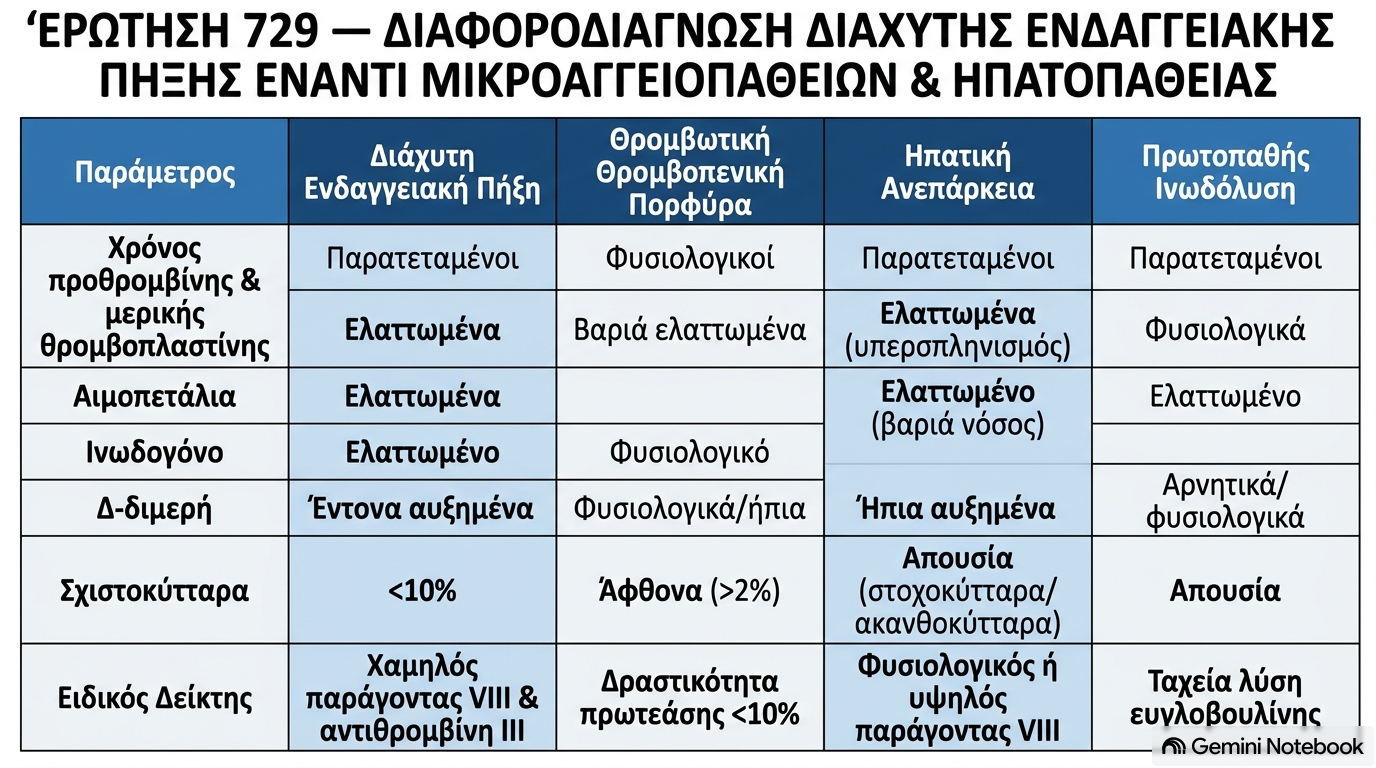 ‘ΕΡΩΤΗΣΗ 729 — ΔΙΑΦΟΡΟΔΙΑΓΝΩΣΗ ΔΙΑΧΥΤΗΣ ΕΝΔΑΓΓΕΙΑΚΗΣ
ΠΗΞΗΣ ΕΝΑΝΤΙ ΜΙΚΡΟΑΓΓΕΙΟΠΑΘΕΙΩΝ & ΗΠΑΤΟΠΑΘΕΙΑΣ
Παράμετρος
Διάχυτη
Ενδαγγειακή Πήξη
Θρομβωτική
Θρομβοπενική
Πορφύρα
Ηπατική
Ανεπάρκεια
Πρωτοπαθής
Ινωδόλυση
Χρόνος
προθρομβίνης &
μερικής
θρομβοπλαστίνης
Παρατεταμένοι
Φυσιολογικοί
Παρατεταμένοι
Παρατεταμένοι
Ελαττωμένα
Βαριά ελαττωμένα
Ελαττωμένα
(υπερσπληνισμός)
Φυσιολογικά
Αιμοπετάλια
Ελαττωμένα
Ελαττωμένο
(βαριά νόσος)
Ελαττωμένο
Ινωδογόνο
Ελαττωμένο
Φυσιολογικό
Δ-διμερή
Έντονα αυξημένα
Φυσιολογικά/ήπια
Ήπια αυξημένα
Αρνητικά/
φυσιολογικά
Σχιστοκύτταρα
<10%
Άφθονα (>2%)
Απουσία
(στοχοκύτταρα/
ακανθοκύτταρα)
Απουσία
Ειδικός Δείκτης
Χαμηλός
παράγοντας VIII &
αντιθρομβίνη III
Δραστικότητα
πρωτεάσης <10%
Φυσιολογικός ή
υψηλός
παράγοντας VIII
Ταχεία λύση
ευγλοβουλίνης
Gemini Notebook